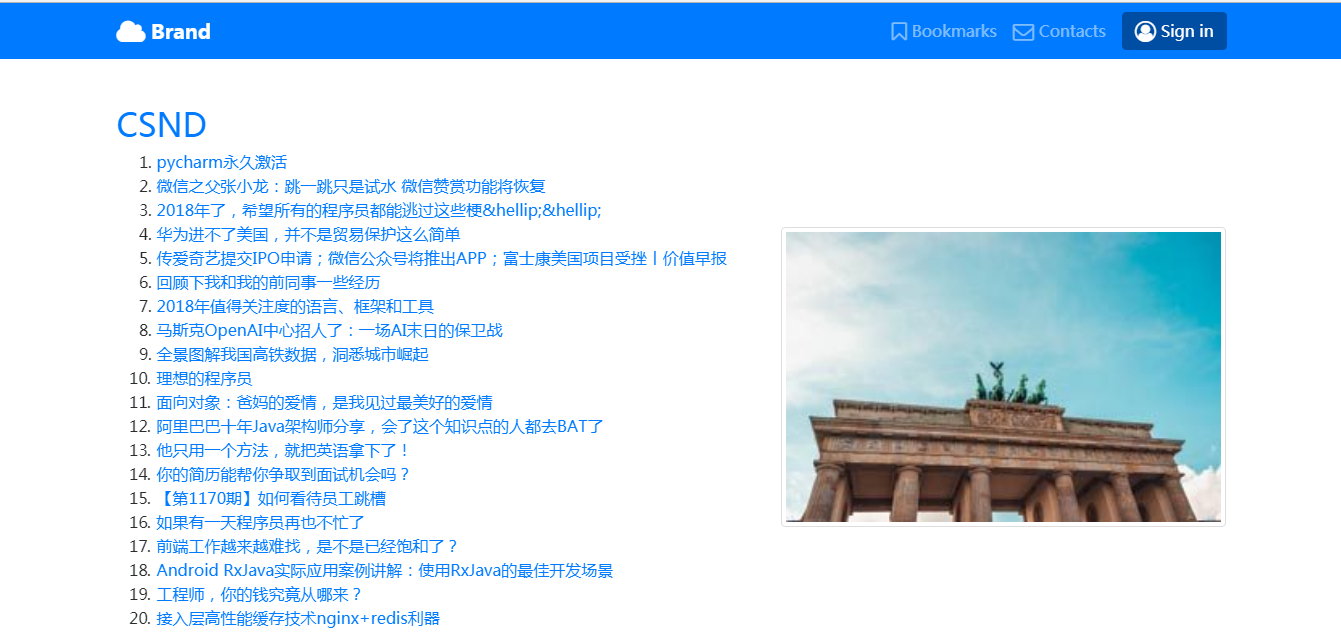 Brand
Bookmarks Contacts Sign in
CSND
1. pycharm永久激活
2. 微信之父张小龙：跳一跳只是试水 微信赞赏功能将恢复
3. 2018年了，希望所有的程序员都能逃过这些梗&hellip;&hellip;
4. 华为进不了美国，并不是贸易保护这么简单
5. 传爱奇艺提交IPO申请；微信公众号将推出APP；富士康美国项目受挫丨价值早报
6. 回顾下我和我的前同事一些经历
7. 2018年值得关注度的语言、框架和工具
8. 马斯克OpenAI中心招人了：一场AI末日的保卫战
9. 全景图解我国高铁数据，洞悉城市崛起
10. 理想的程序员
11. 面向对象：爸妈的爱情，是我见过最美好的爱情
12. 阿里巴巴十年Java架构师分享，会了这个知识点的人都去BAT了
13. 他只用一个方法，就把英语拿下了！
14. 你的简历能帮你争取到面试机会吗？
15. 【第1170期】如何看待员工跳槽
16. 如果有一天程序员再也不忙了
17. 前端工作越来越难找，是不是已经饱和了？
18. Android RxJava实际应用案例讲解：使用RxJava的最佳开发场景
19. 工程师，你的钱究竟从哪来？
20. 接入层高性能缓存技术nginx+redis利器